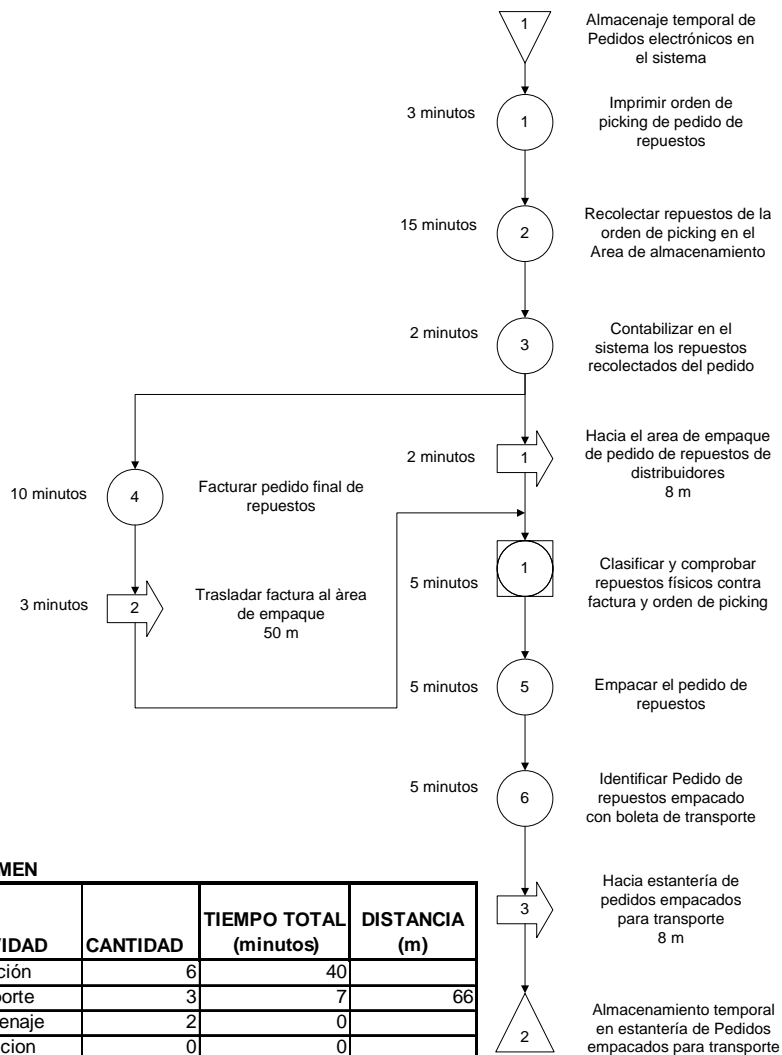 1
Almacenaje temporal de
Pedidos electrónicos en
el sistema
3 minutos
1
Imprimir orden de
picking de pedido de
repuestos
15 minutos
2
Recolectar repuestos de la
orden de picking en el
Area de almacenamiento
2 minutos
3
Contabilizar en el
sistema los repuestos
recolectados del pedido
2 minutos
1
Hacia el area de empaque
de pedido de repuestos de
distribuidores
8 m
10 minutos
4
Facturar pedido final de
repuestos
3 minutos
2
Trasladar factura al àrea
de empaque
50 m
5 minutos
1
Clasificar y comprobar
repuestos físicos contra
factura y orden de picking
5 minutos
5
Empacar el pedido de
repuestos
5 minutos
6
Identificar Pedido de
repuestos empacado
con boleta de transporte
3
Hacia estantería de
pedidos empacados
para transporte
8 m
2
Almacenamiento temporal
en estantería de Pedidos
empacados para transporte
MEN
TIEMPO TOTAL DISTANCIA
VIDAD CANTIDAD (minutos) (m)
ción 6 40
porte 3 7 66
enaje 2 0
cion 0 0